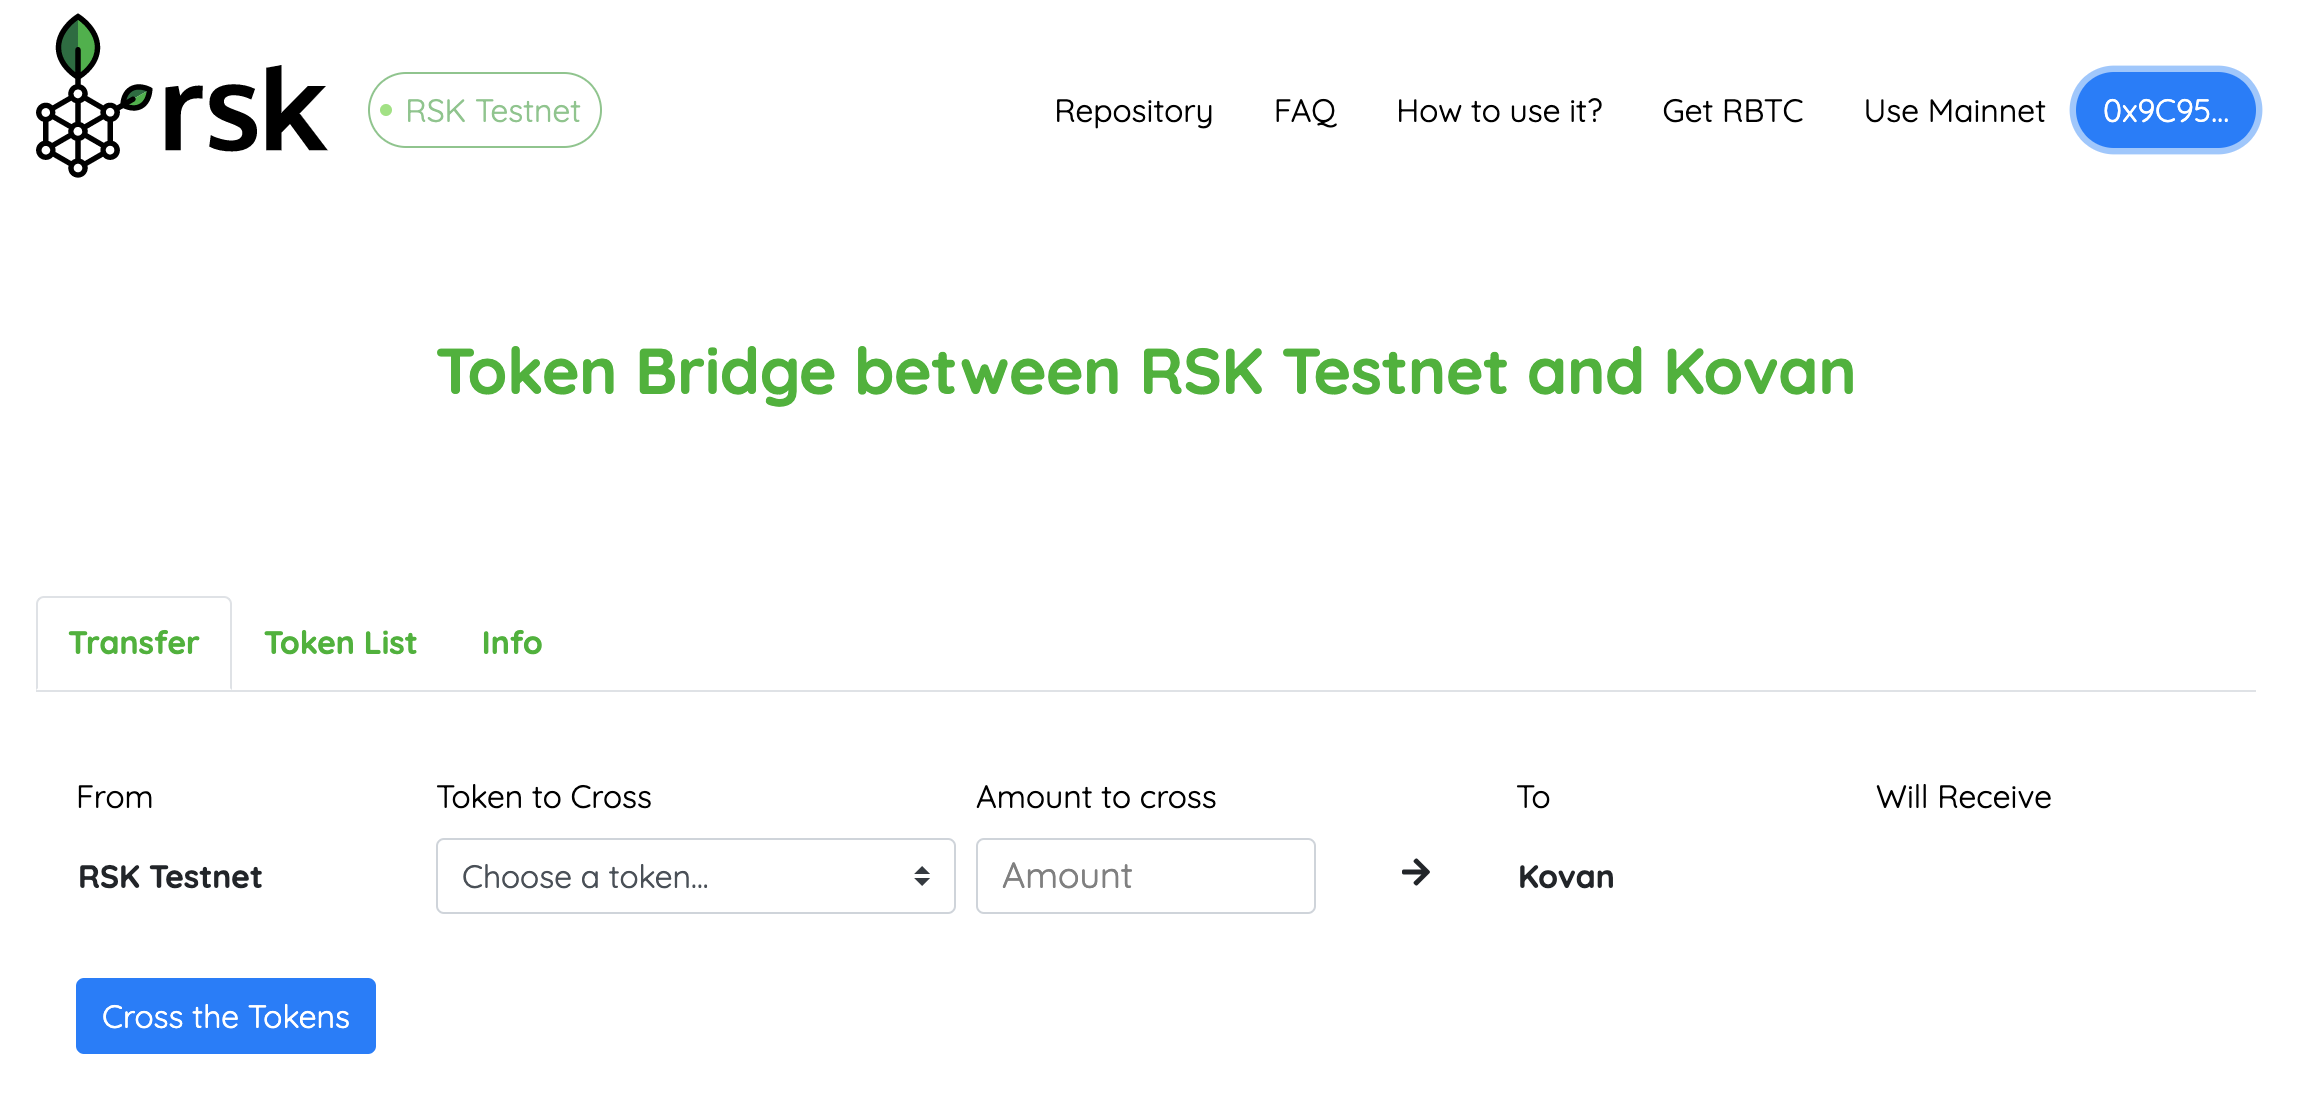 rsk
RSK Testnet
Repository FAQ How to use it? Get RBTC Use Mainnet 0x9C95...
Token Bridge between RSK Testnet and Kovan
Transfer Token List Info
From Token to Cross Amount to cross To Will Receive
RSK Testnet Choose a token... Amount Kovan
Cross the Tokens